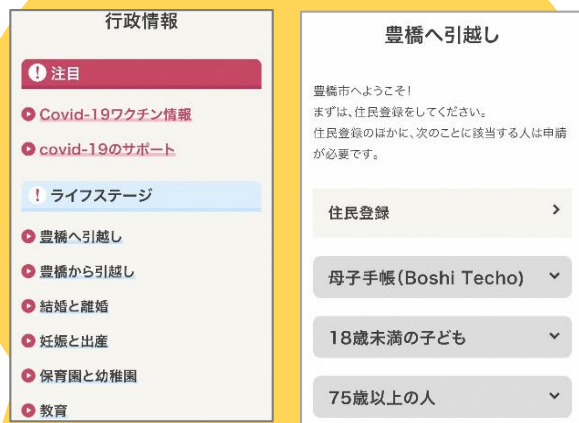 行政情報
! 注目
Covid-19ワクチン情報
covid-19のサポート
! ライフステージ
豊橋へ引越し
豊橋から引越し
結婚と離婚
妊娠と出産
保育園と幼稚園
教育
豊橋へ引越し
豊橋市へようこそ!
まずは、住民登録をしてください。
住民登録のほかに、次のことに該当する人は申請
が必要です。
住民登録
母子手帳(Boshi Techo)
18歳未満の子ども
75歳以上の人